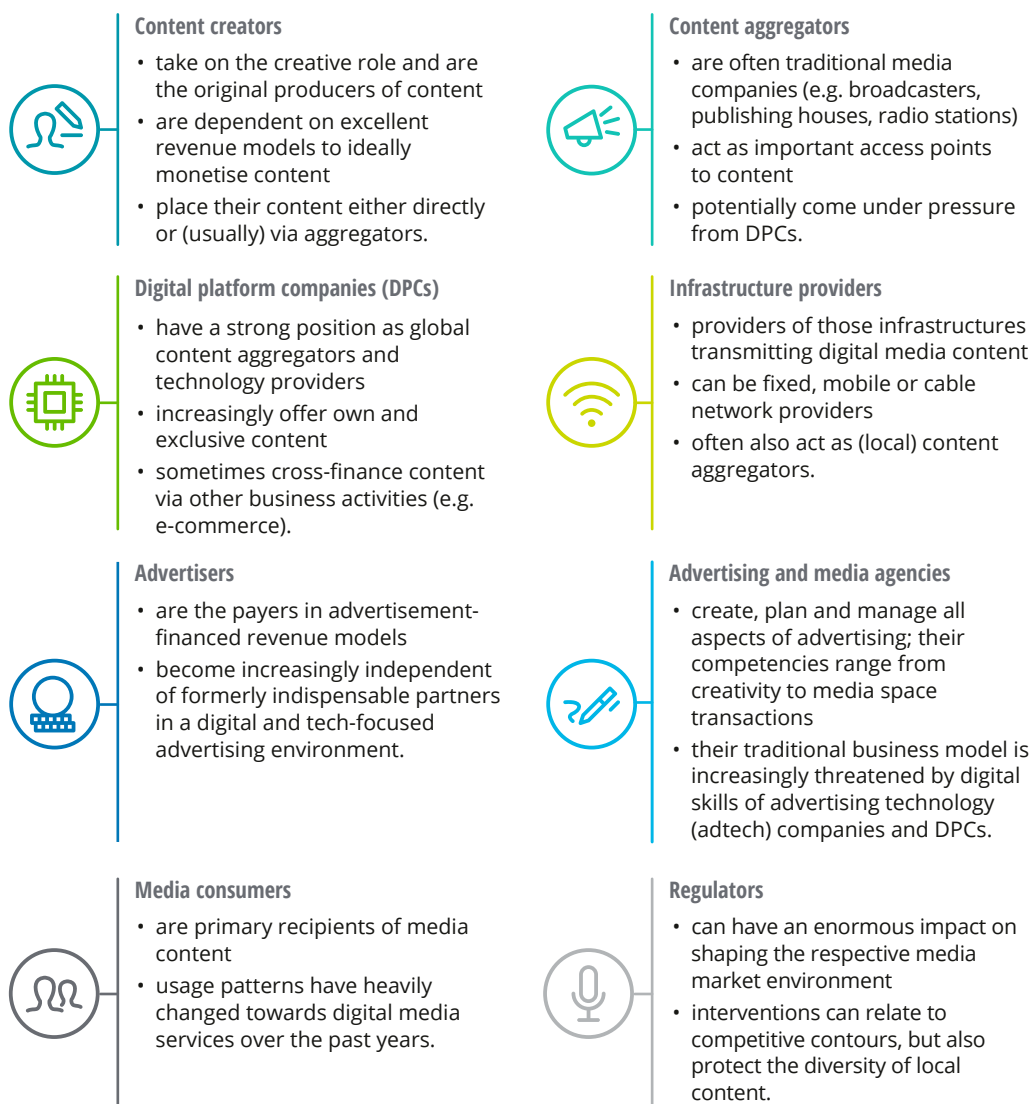 Content creators
• take on the creative role and are
the original producers of content
• are dependent on excellent
revenue models to ideally
monetise content
• place their content either directly
or (usually) via aggregators.
Content aggregators
• are often traditional media
companies (e.g. broadcasters,
publishing houses, radio stations)
• act as important access points
to content
• potentially come under pressure
from DPCs.
Digital platform companies (DPCs)
• have a strong position as global
content aggregators and
technology providers
• increasingly offer own and
exclusive content
• sometimes cross-finance content
via other business activities (e.g.
e-commerce).
Infrastructure providers
• providers of those infrastructures
transmitting digital media content
• can be fixed, mobile or cable
network providers
• often also act as (local) content
aggregators.
Advertisers
• are the payers in advertisement-
financed revenue models
• become increasingly independent
of formerly indispensable partners
in a digital and tech-focused
advertising environment.
Advertising and media agencies
• create, plan and manage all
aspects of advertising; their
competencies range from
creativity to media space
transactions
• their traditional business model is
increasingly threatened by digital
skills of advertising technology
(adtech) companies and DPCs.
Media consumers
• are primary recipients of media
content
• usage patterns have heavily
changed towards digital media
services over the past years.
Regulators
• can have an enormous impact on
shaping the respective media
market environment
• interventions can relate to
competitive contours, but also
protect the diversity of local
content.